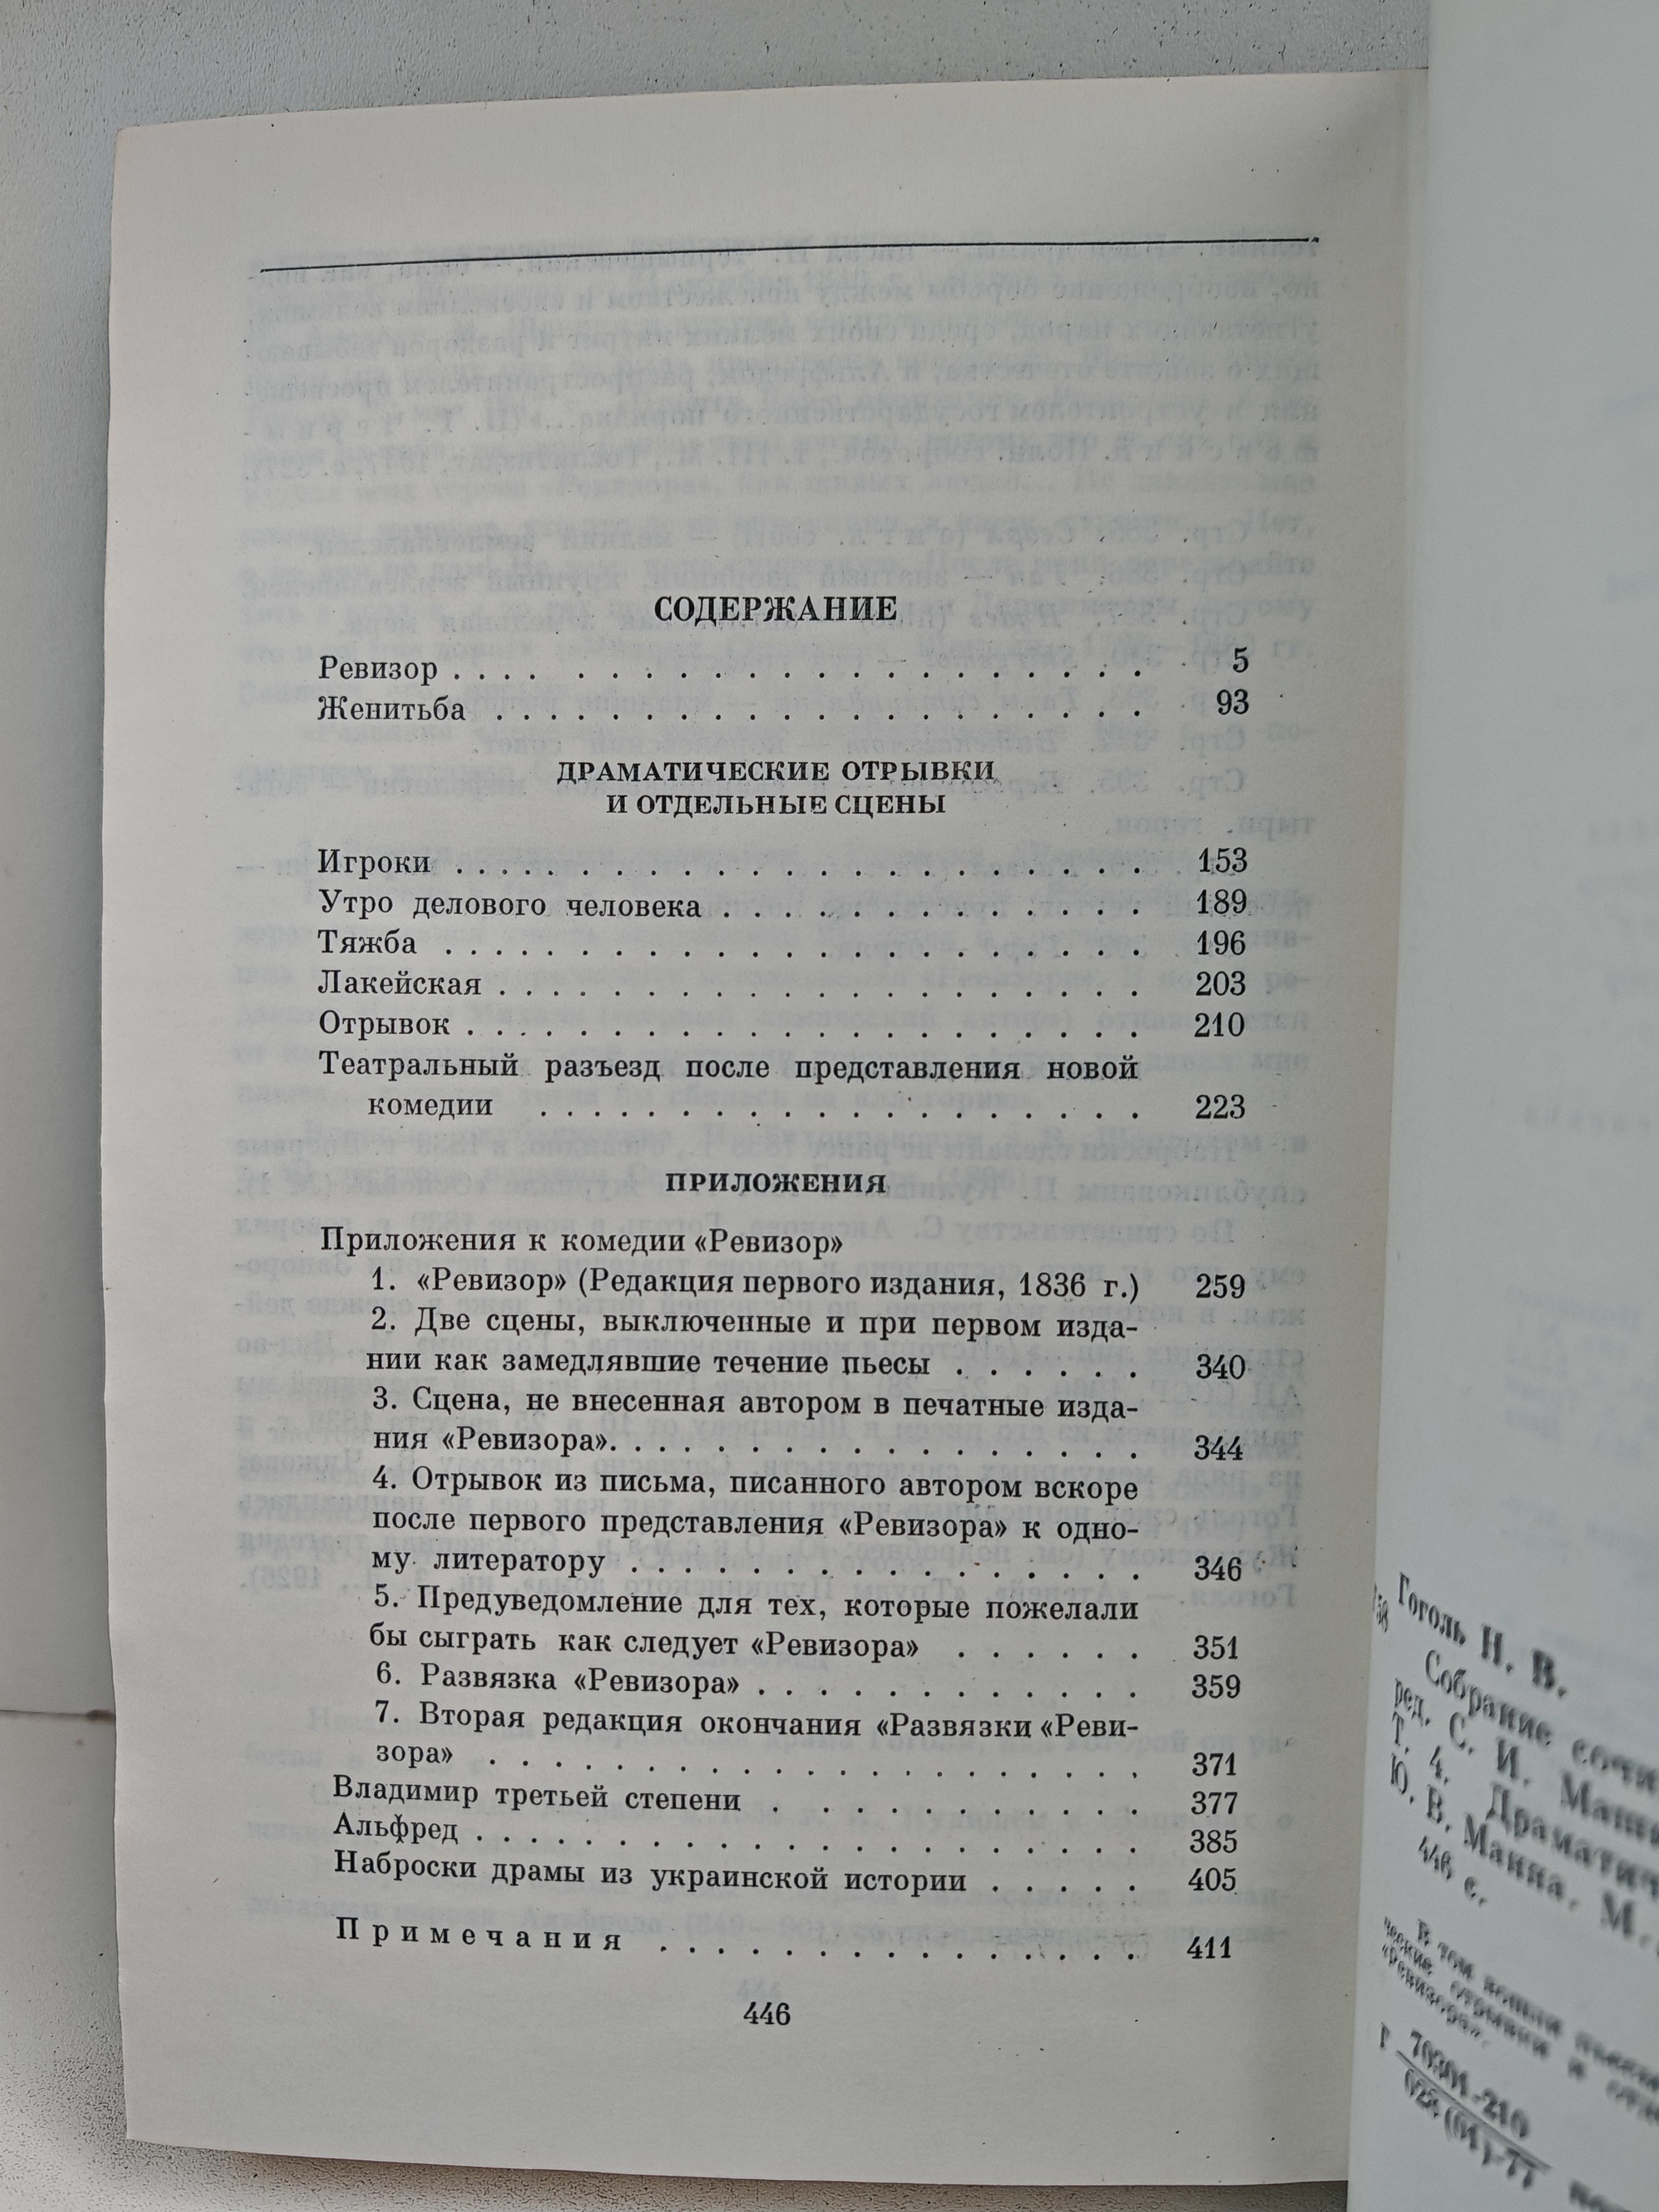 СОДЕРЖАНИЕ
Ревизор . . . . . . . . . . . . . . . . . . . . 5
Женитьба . . . . . . . . . . . . . . . . . . 93
ДРАМАТИЧЕСКИЕ ОТРЫВКИ
И ОТДЕЛЬНЫЕ СЦЕНЫ
Игроки . . . . . . . . . . . . . . . . . . . . 153
Утро делового человека . . . . . . . . . . . . . 189
Тяжба . . . . . . . . . . . . . . . . . . . . 196
Лакейская . . . . . . . . . . . . . . . . . . 203
Отрывок . . . . . . . . . . . . . . . . . . . 210
Театральный разъезд после представления новой
комедии . . . . . . . . . . . . . . . . . 223
ПРИЛОЖЕНИЯ
Приложения к комедии «Ревизор»
1. «Ревизор» (Редакция первого издания, 1836 г.) 259
2. Две сцены, выключенные и при первом изда-
нии как замедлявшие течение пьесы . . . . . . 340
3. Сцена, не внесенная автором в печатные изда-
ния «Ревизора». . . . . . . . . . . . . . . 344
4. Отрывок из письма, писанного автором вскоре
после первого представления «Ревизора» к одно-
му литератору . . . . . . . . . . . . . . 346
5. Предуведомление для тех, которые пожелали
бы сыграть как следует «Ревизора» . . . . . . 351
6. Развязка «Ревизора» . . . . . . . . . . . . 359
7. Вторая редакция окончания «Развязки «Реви-
зора» . . . . . . . . . . . . . . . . . . . 371
Владимир третьей степени . . . . . . . . . . . 377
Альфред . . . . . . . . . . . . . . . . . . . 385
Наброски драмы из украинской истории . . . . . 405
Примечания . . . . . . . . . . . . . . . 411
446
Гоголь Н. В.
Собрание
ред. С. И.
Т. 4.
Ю. В. Манна. М.
446 с.
В том вошли
«Ревизора».
Г 70301-210